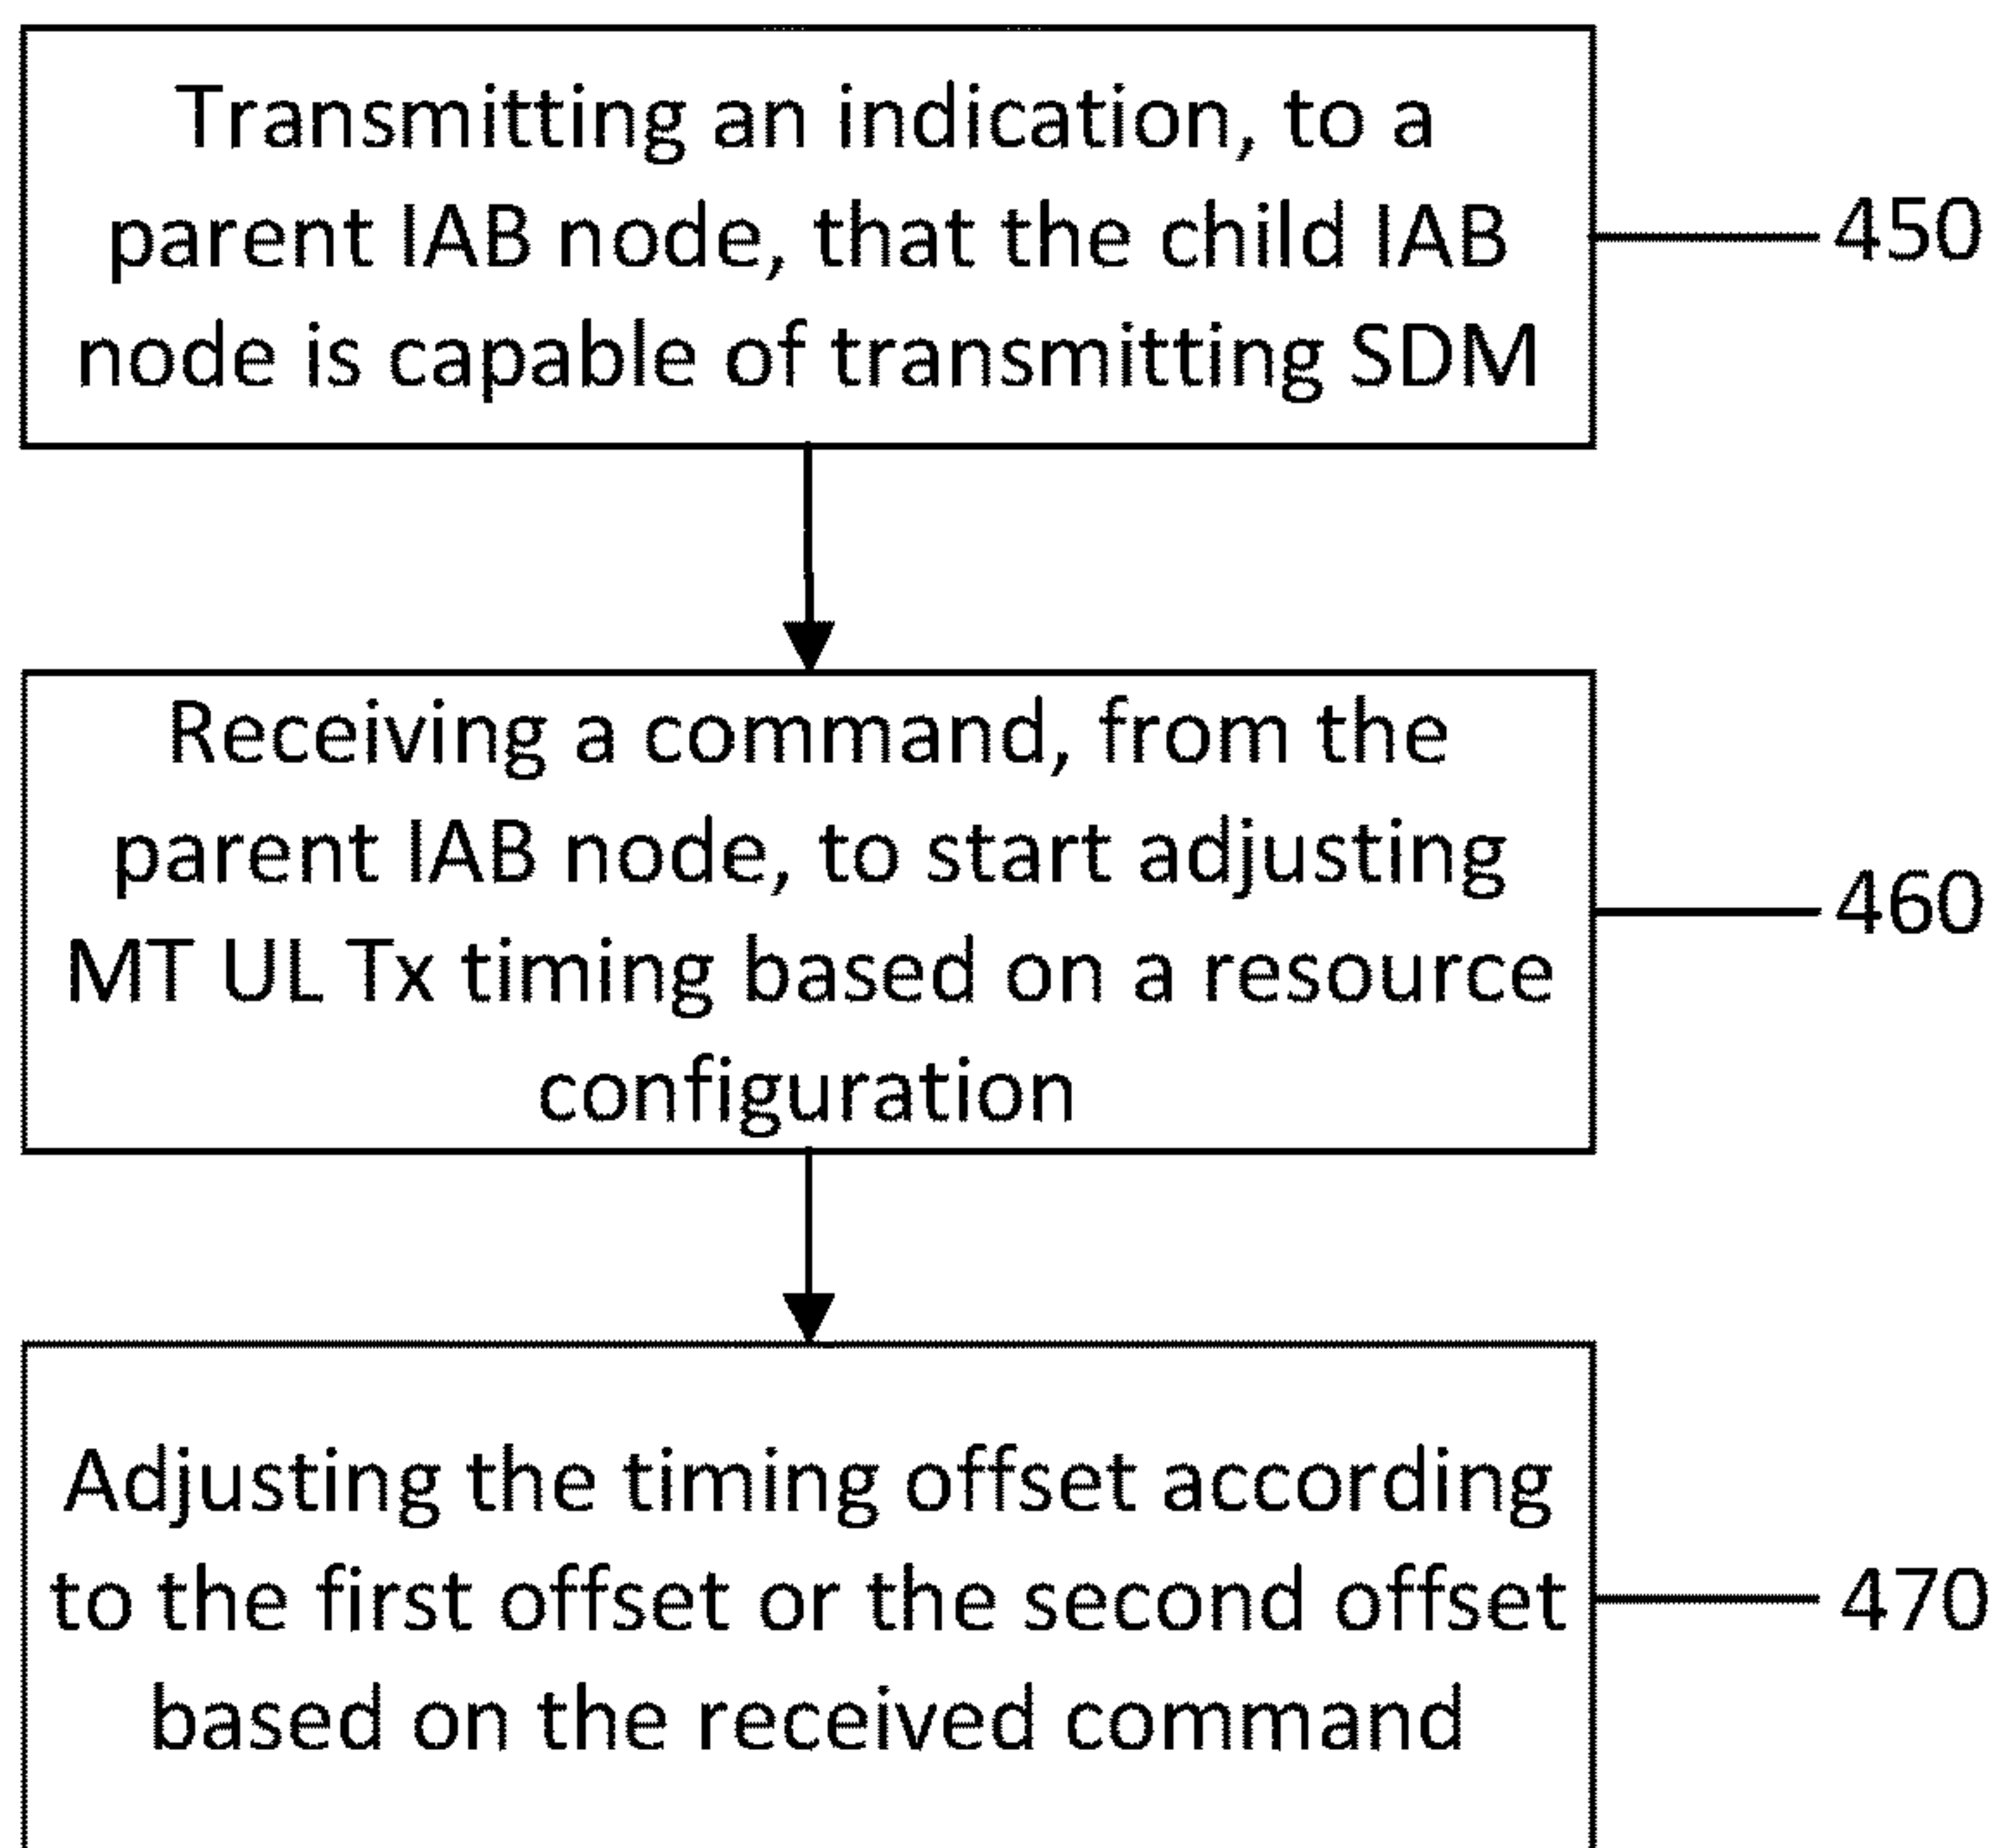 Transmitting an indication, to a
parent IAB node, that the child IAB
node is capable of transmitting SDM
450
Receiving a command, from the
parent IAB node, to start adjusting
MT UL Tx timing based on a resource
configuration
460
Adjusting the timing offset according
to the first offset or the second offset
based on the received command
470